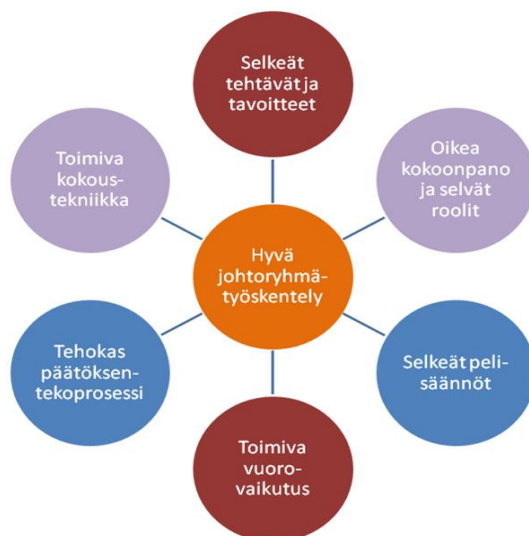 Selkeät
tehtävät ja
tavoitteet
Toimiva
kokous-
tekniikka
Oikea
kokoonpano
ja selvät
roolit
Hyvä
johtoryhmä-
työskentely
Tehokas
päätöksen-
tekoprosessi
Selkeät peli-
säännöt
Toimiva
vuoro-
vaikutus